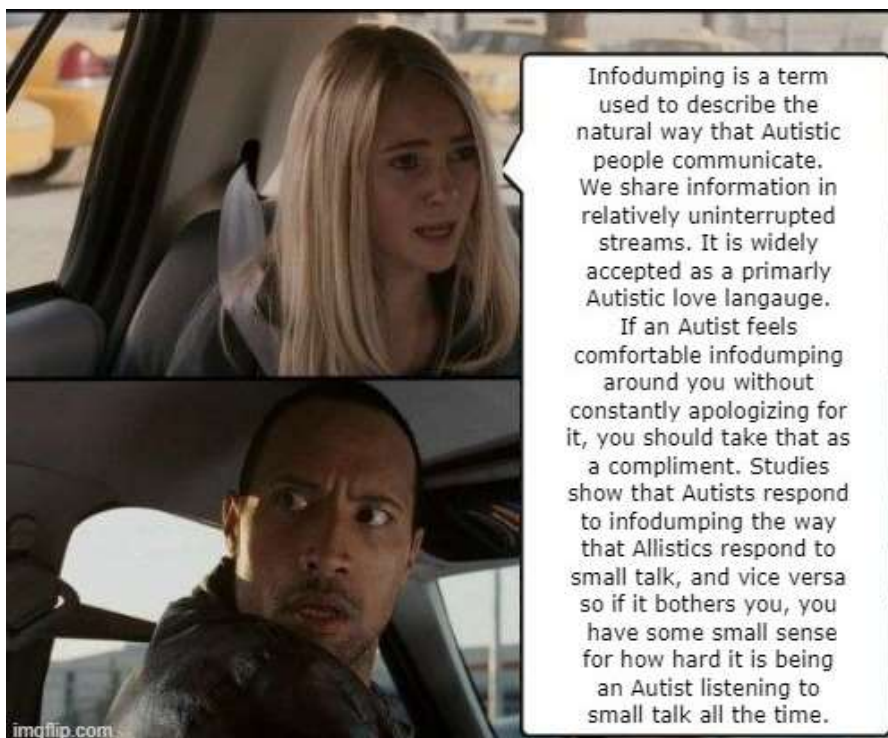 Infodumping is a term
used to describe the
natural way that Autistic
people communicate.
We share information in
relatively uninterrupted
streams. It is widely
accepted as a primarly
Autistic love langauge.
If an Autist feels
comfortable infodumping
around you without
constantly apologizing for
it, you should take that as
a compliment. Studies
show that Autists respond
to infodumping the way
that Allistics respond to
small talk, and vice versa
so if it bothers you, you
have some small sense
for how hard it is being
an Autist listening to
small talk all the time.
imgflip.com